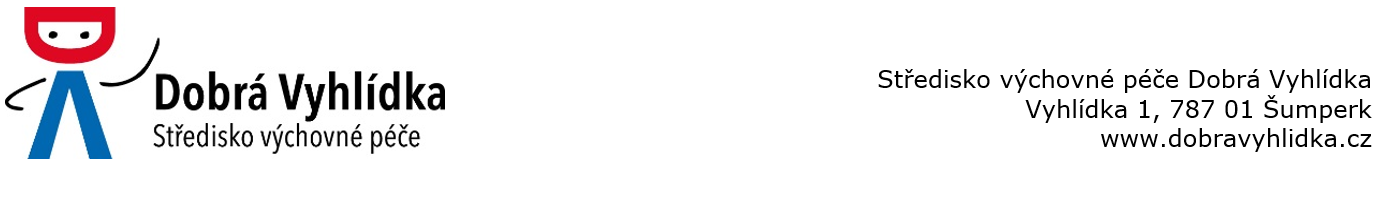 Dobrá Vyhlídka
Středisko výchovné péče
Středisko výchovné péče Dobrá Vyhlídka
Vyhlídka 1, 787 01 Šumperk
www.dobravyhlidka.cz